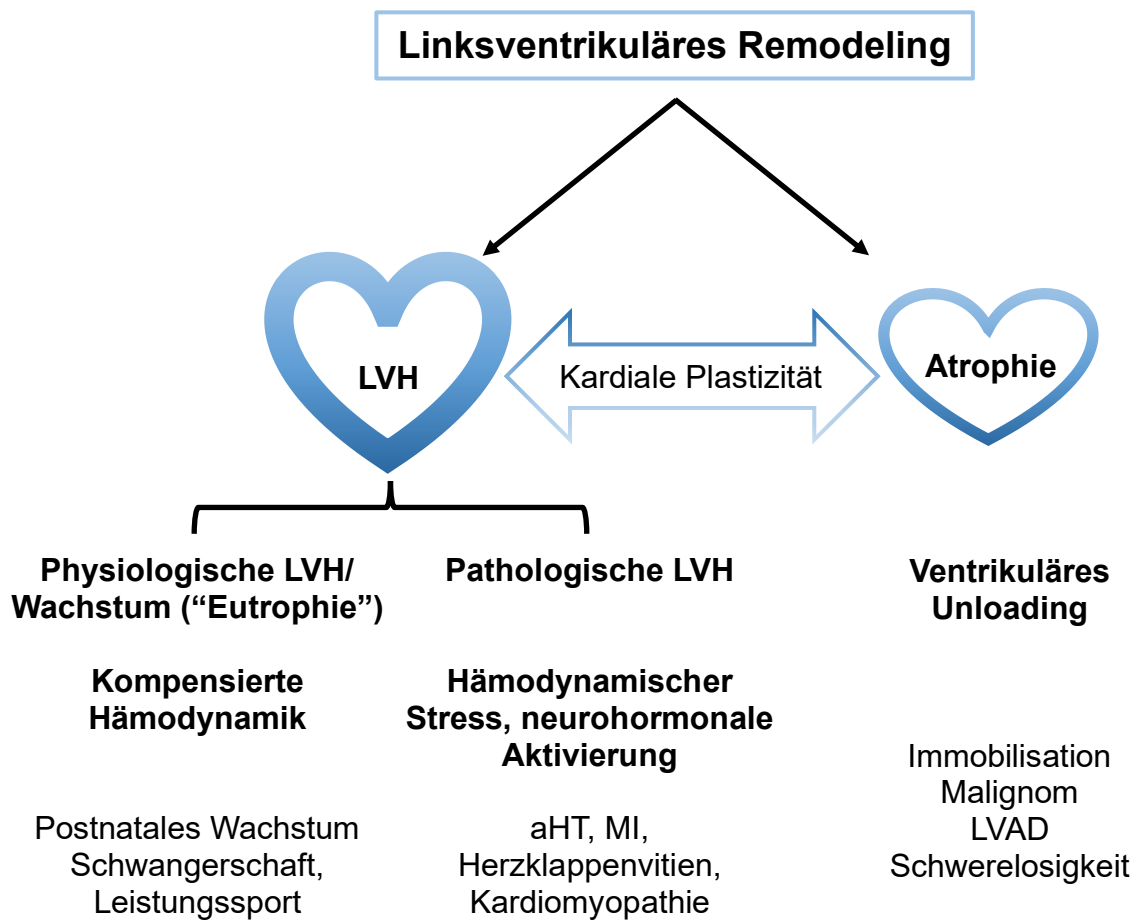 Linksventrikuläres Remodeling
LVH
Kardiale Plastizität
Atrophie
Physiologische LVH/
Wachstum (“Eutrophie”)
Kompensierte
Hämodynamik
Postnatales Wachstum
Schwangerschaft,
Leistungssport
Pathologische LVH
Hämodynamischer
Stress, neurohormonale
Aktivierung
aHT, MI,
Herzklappenvitien,
Kardiomyopathie
Ventrikuläres
Unloading
Immobilisation
Malignom
LVAD
Schwerelosigkeit